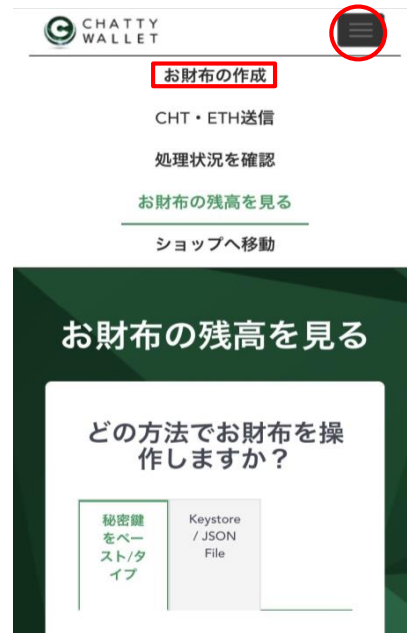 CHATTY
WALLET
お財布の作成
CHT・ETH送信
処理状況を確認
お財布の残高を見る
ショップへ移動
お財布の残高を見る
どの方法でお財布を操
作しますか？
秘密鍵
をペー
スト/タ
イプ
Keystore
/ JSON
File